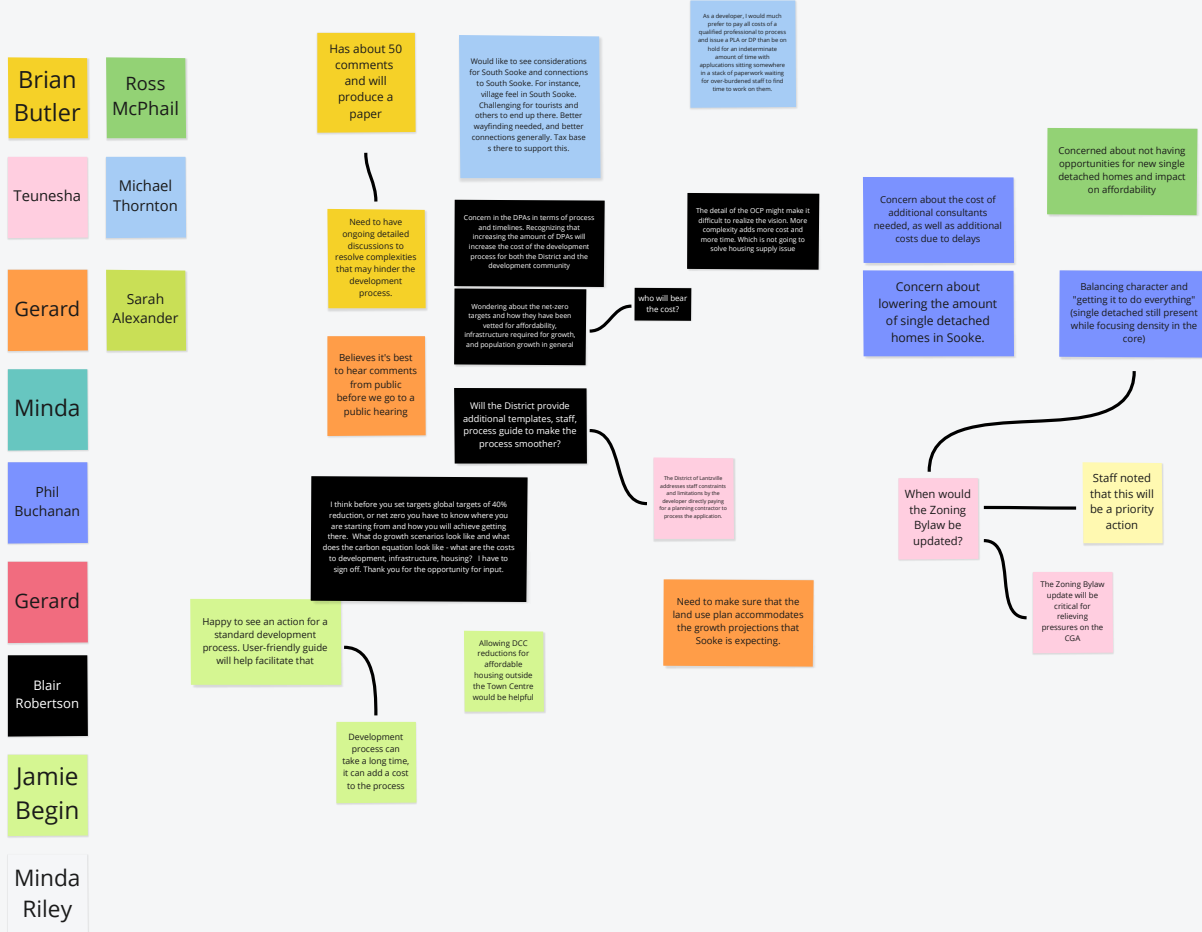 Brian
Butler
Ross
McPhail
Teunesha
Michael
Thornton
Gerard
Sarah
Alexander
Minda
Phil
Buchanan
Gerard
Blair
Robertson
Jamie
Begin
Minda
Riley
Has about 50
comments
and will
produce a
paper
Need to have
ongoing detailed
discussions to
resolve complexities
that may hinder the
development
process.
Believes it's best
to hear comments
from public
before we go to a
public hearing
Would like to see considerations
for South Sooke and connections
to South Sooke. For instance,
village feel in South Sooke.
Challenging for tourists and
others to end up there. Better
wayfinding needed, and better
connections generally. Tax base
s there to support this.
Concern in the DPAs in terms of process
and timelines. Recognizing that
increasing the amount of DPAs will
increase the cost of the development
process for both the District and the
development community
Wondering about the net-zero
targets and how they have been
vetted for affordability,
infrastructure required for growth,
and population growth in general
who will bear
the cost?
Will the District provide
additional templates, staff,
process guide to make the
process smoother?
The District of Lantzville
addresses staff constraints
and limitations by the
developer directly paying
for a planning contractor to
process the application.
I think before you set targets global targets of 40%
reduction, or net zero you have to know where you
are starting from and how you will achieve getting
there. What do growth scenarios look like and what
does the carbon equation look like - what are the costs
to development, infrastructure, housing? I have to
sign off. Thank you for the opportunity for input.
Happy to see an action for a
standard development
process. User-friendly guide
will help facilitate that
Development
process can
take a long time,
it can add a cost
to the process
Allowing DCC
reductions for
affordable
housing outside
the Town Centre
would be helpful
As a developer, I would much
prefer to pay all costs of a
qualified professional to process
and issue a PLA or DP than be on
hold for an indeterminate
amount of time with
applucations sitting somewhere
in a stack of paperwork waiting
for over-burdened staff to find
time to work on them.
The detail of the OCP might make it
difficult to realize the vision. More
complexity adds more cost and
more time. Which is not going to
solve housing supply issue
Need to make sure that the
land use plan accommodates
the growth projections that
Sooke is expecting.
Concern about the cost of
additional consultants
needed, as well as additional
costs due to delays
Concern about
lowering the amount
of single detached
homes in Sooke.
Concerned about not having
opportunities for new single
detached homes and impact
on affordability
Balancing character and
"getting it to do everything"
(single detached still present
while focusing density in the
core)
When would
the Zoning
Bylaw be
updated?
Staff noted
that this will
be a priority
action
The Zoning Bylaw
update will be
critical for
relieving
pressures on the
CGA